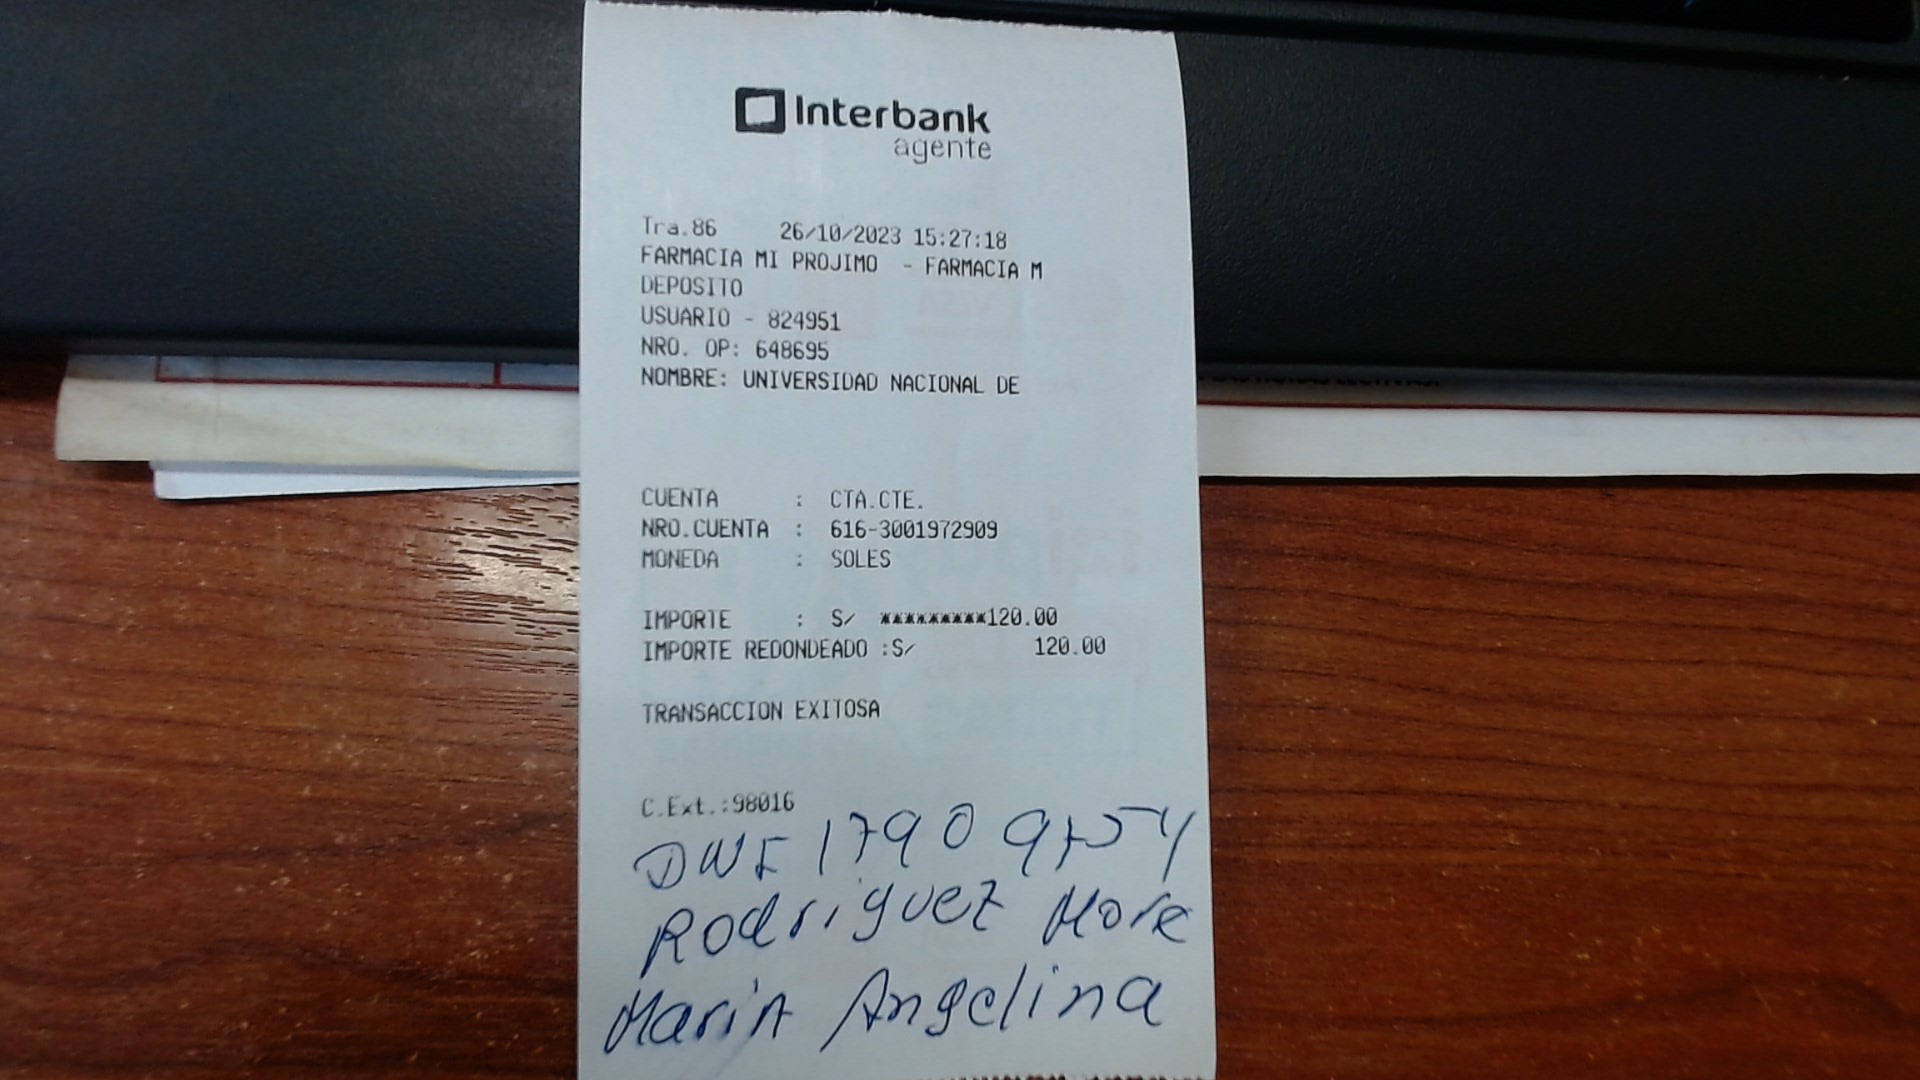 Interbank
agente
Tra.86 26/10/2023 15:27:18
FARMACIA MI PROJIMO - FARMACIA M
DEPOSITO
USUARIO - 824951
NRO. OP: 648695
NOMBRE: UNIVERSIDAD NACIONAL DE
CUENTA : CTA.CTE.
NRO.CUENTA : 616-3001972909
MONEDA : SOLES
IMPORTE : S/ *********120.00
IMPORTE REDONDEADO :S/ 120.00
TRANSACCION EXITOSA
C.Ext.:98016
DNI 17909754
Rodriguez More
Maria Angelina